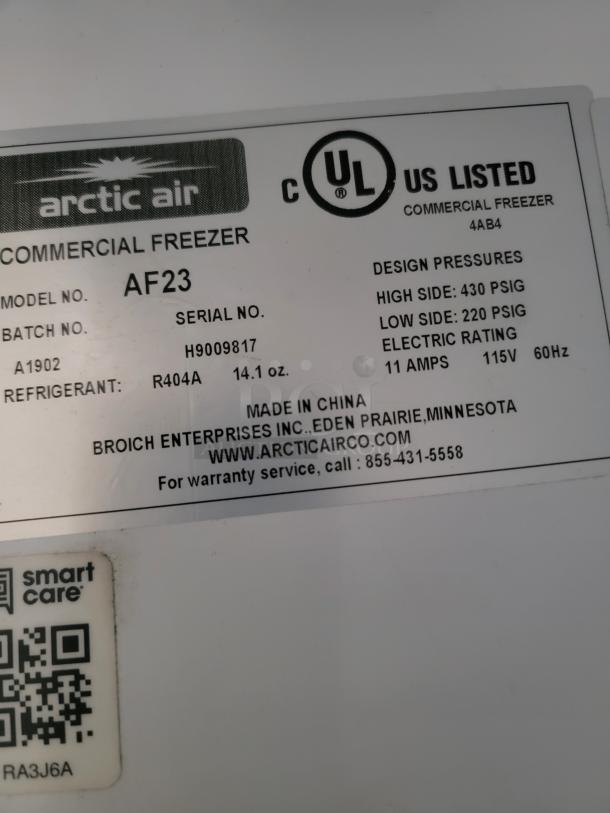 arctic air
C UL ® US LISTED
COMMERCIAL FREEZER
4AB4
COMMERCIAL FREEZER
MODEL NO. AF23
BATCH NO. SERIAL NO.
A1902 H9009817
REFRIGERANT: R404A 14.1 oz.
DESIGN PRESSURES
HIGH SIDE: 430 PSIG
LOW SIDE: 220 PSIG
ELECTRIC RATING
11 AMPS 115V 60Hz
MADE IN CHINA
BROICH ENTERPRISES INC.,EDEN PRAIRIE,MINNESOTA
WWW.ARCTICAIRCO.COM
For warranty service, call : 855-431-5558
smart
care
RA3J6A